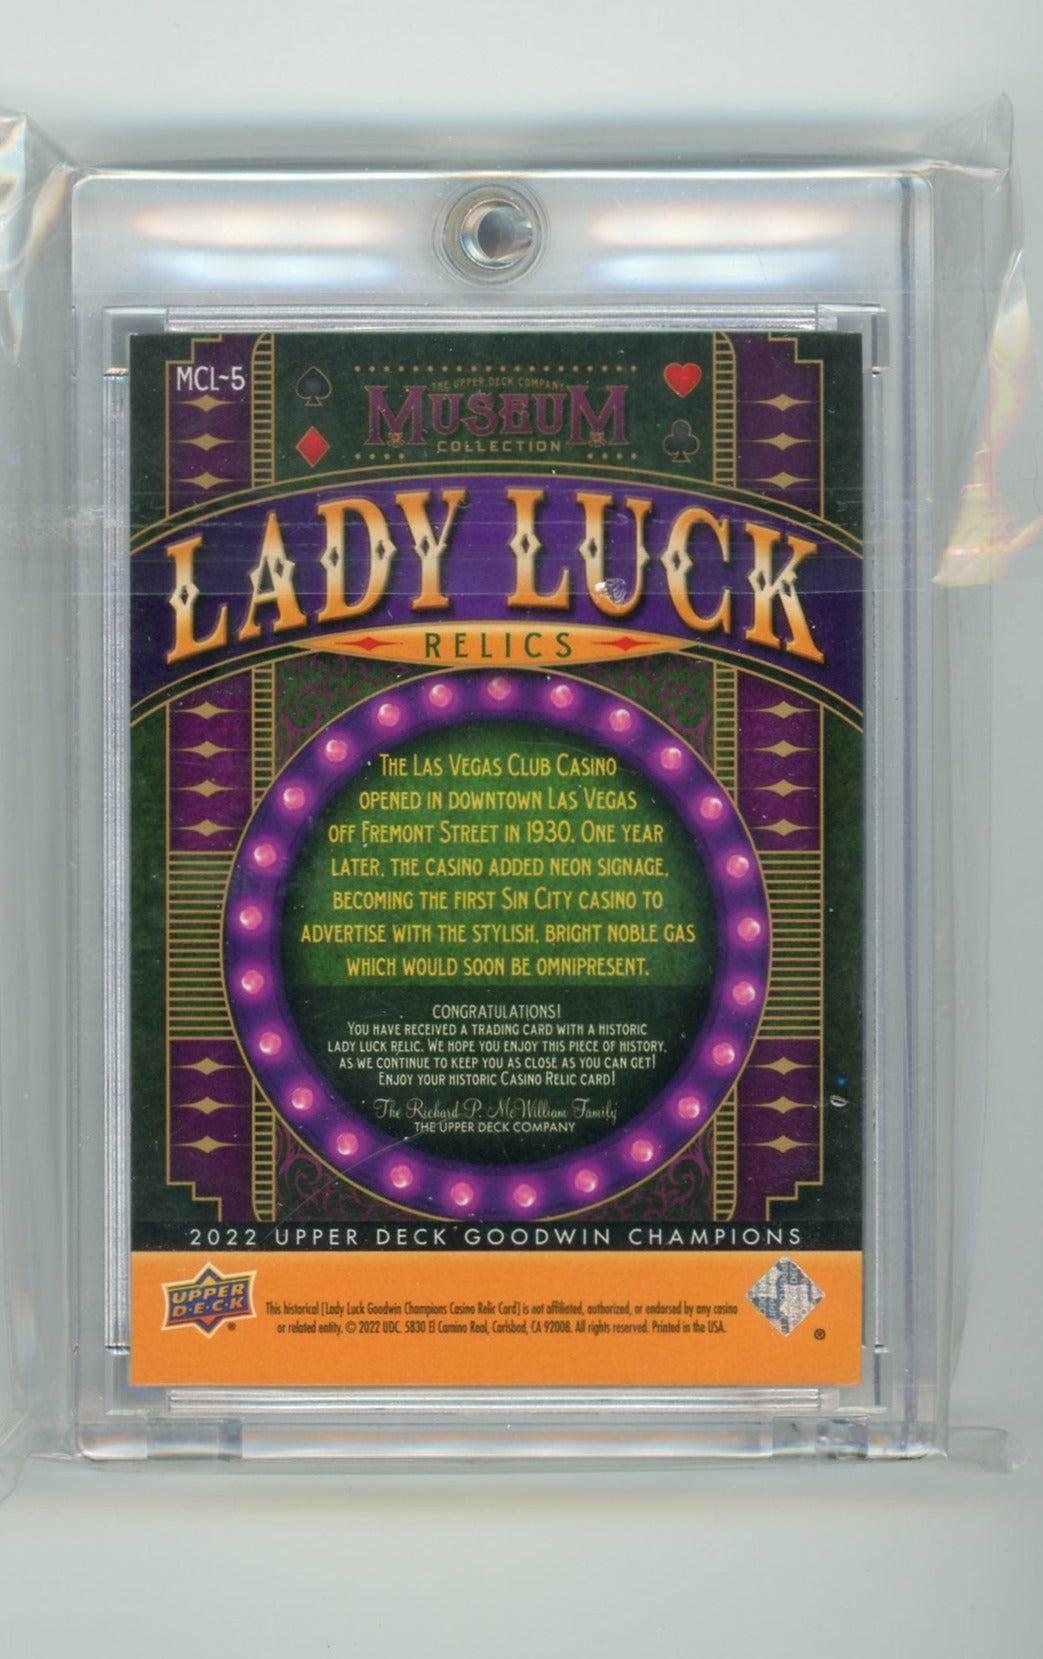 MCL~5
THE UPPER DECK COMPANY
MUSEUM
COLLECTION
LADY LUCK
RELICS
THE LAS VEGAS CLUB CASINO
OPENED IN DOWNTOWN LAS VEGAS
OFF FREMONT STREET IN 1930. ONE YEAR
LATER, THE CASINO ADDED NEON SIGNAGE,
BECOMING THE FIRST SIN CITY CASINO TO
ADVERTISE WITH THE STYLISH, BRIGHT NOBLE GAS
WHICH WOULD SOON BE OMNIPRESENT.
CONGRATULATIONS!
YOU HAVE RECEIVED A TRADING CARD WITH A HISTORIC
LADY LUCK RELIC. WE HOPE YOU ENJOY THIS PIECE OF HISTORY,
AS WE CONTINUE TO KEEP YOU AS CLOSE AS YOU CAN GET!
ENJOY YOUR HISTORIC CASINO RELIC CARD!
The Richard P. McWilliam Family
THE UPPER DECK COMPANY
2022 UPPER DECK GOODWIN CHAMPIONS
UPPER
D·E·C·K
®
This historical [Lady Luck Goodwin Champions Casino Relic Card] is not affiliated, authorized, or endorsed by any casino
or related entity. © 2022 UDC. 5830 El Camino Real, Carlsbad, CA 92008. All rights reserved. Printed in the USA.
®